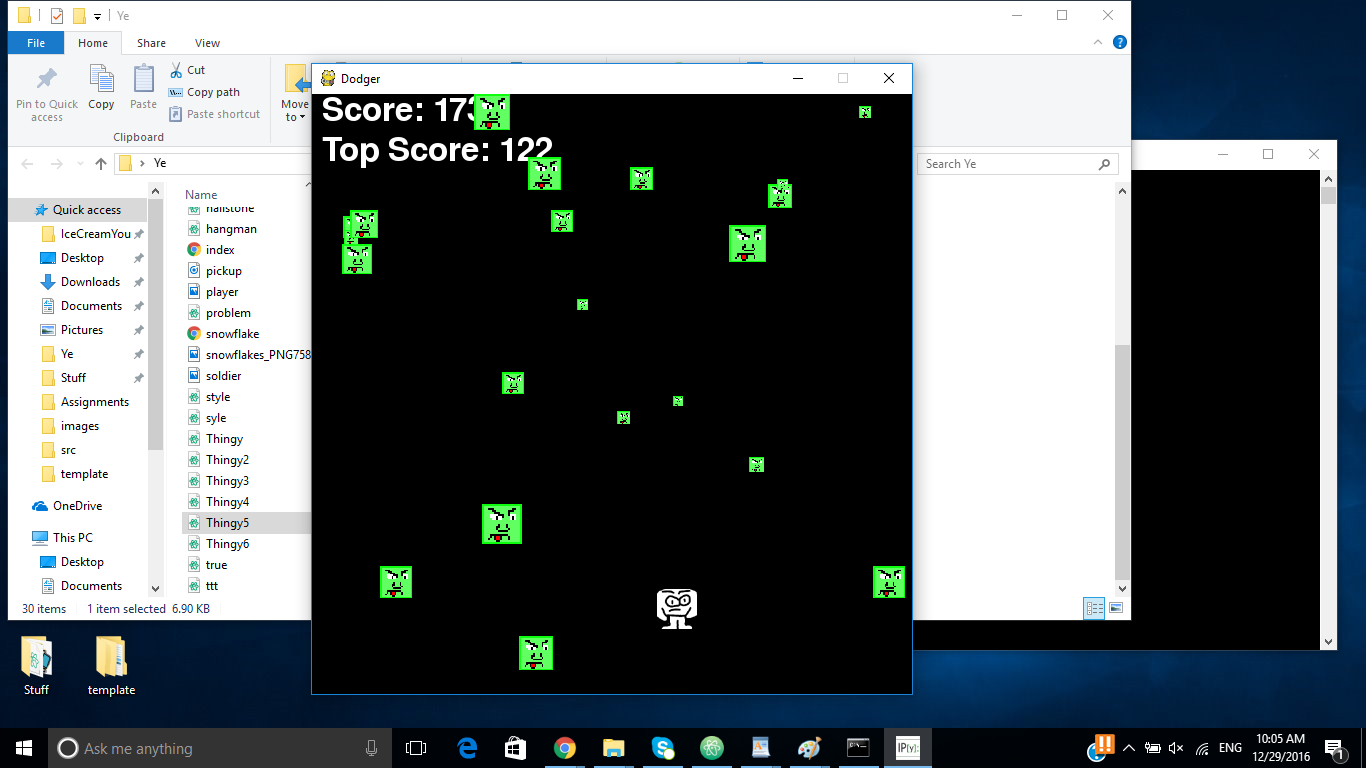 Ye
File
Home
Share
View
Pin to Quick access
Copy
Paste
Cut
Copy path
Paste shortcut
Move to
Clipboard
Ye
Search Ye
Dodger
Score: 173
Top Score: 122
Quick access
IceCreamYou
Desktop
Downloads
Documents
Pictures
Ye
Stuff
Assignments
images
src
template
OneDrive
This PC
Desktop
Documents
Name
hailstone
hangman
index
pickup
player
problem
snowflake
snowflakes_PNG758
soldier
style
syle
Thingy
Thingy2
Thingy3
Thingy4
Thingy5
Thingy6
true
ttt
30 items
1 item selected 6.90 KB
Stuff
template
Ask me anything
IP[y]:
ENG
10:05 AM
12/29/2016
1